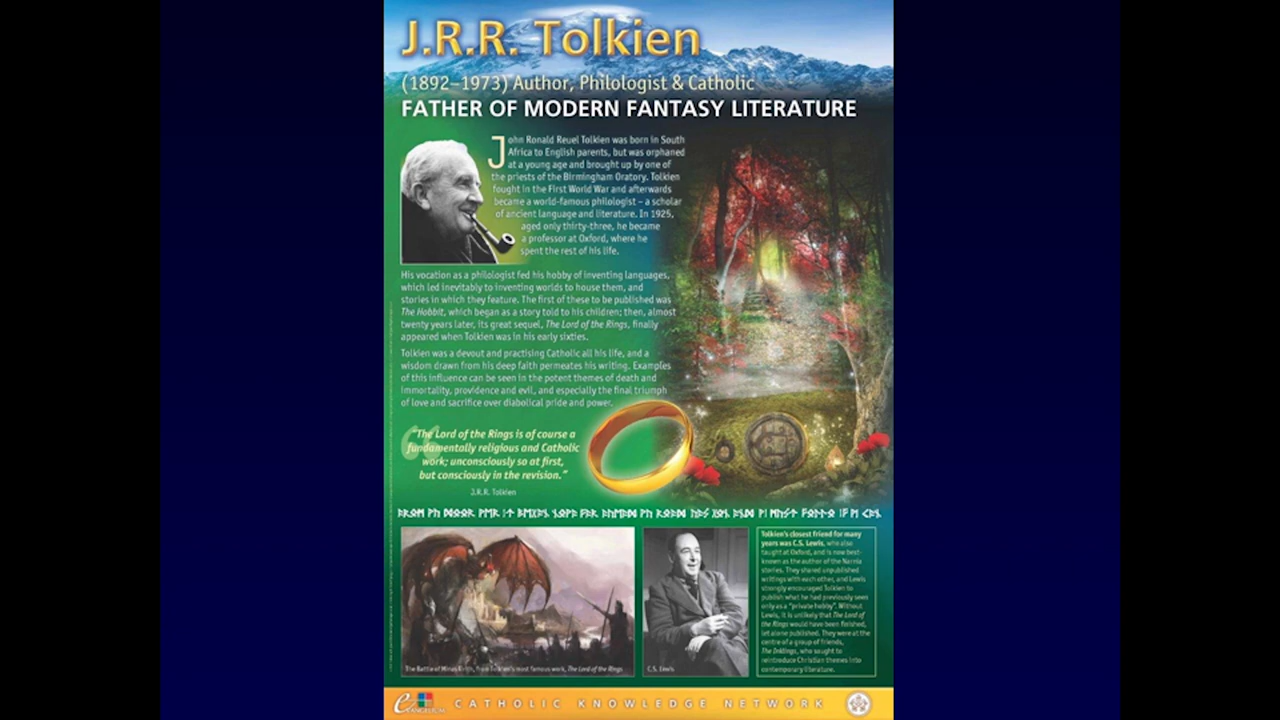 J.R.R. Tolkien
(1892–1973) Author, Philologist & Catholic
FATHER OF MODERN FANTASY LITERATURE
John Ronald Reuel Tolkien was born in South
Africa to English parents, but was orphaned
at a young age and brought up by one of
the priests of the Birmingham Oratory. Tolkien
fought in the First World War and afterwards
became a world-famous philologist – a scholar
of ancient language and literature. In 1925,
aged only thirty-three, he became
a professor at Oxford, where he
spent the rest of his life.
His vocation as a philologist fed his hobby of inventing languages,
which led inevitably to inventing worlds to house them, and
stories in which they feature. The first of these to be published was
The Hobbit, which began as a story told to his children; then, almost
twenty years later, its great sequel, The Lord of the Rings, finally
appeared when Tolkien was in his early sixties.
Tolkien was a devout and practising Catholic all his life, and a
wisdom drawn from his deep faith permeates his writing. Examples
of this influence can be seen in the potent themes of death and
immortality, providence and evil, and especially the final triumph
of love and sacrifice over diabolical pride and power.
"The Lord of the Rings is of course a
fundamentally religious and Catholic
work; unconsciously so at first,
but consciously in the revision."
J.R.R. Tolkien
The Battle of Minas Tirith, from Tolkien's most famous work, The Lord of the Rings
C.S. Lewis
Tolkien's closest friend for many
years was C.S. Lewis, who also
taught at Oxford, and is now best-
known as the author of the Narnia
stories. They shared unpublished
writings with each other, and Lewis
strongly encouraged Tolkien to
publish what he had previously seen
only as a "private hobby". Without
Lewis, it is unlikely that The Lord of
the Rings would have been finished,
let alone published. They were at the
centre of a group of friends,
The Inklings, who sought to
reintroduce Christian themes into
contemporary literature.
eVANGELIUM CATHOLIC KNOWLEDGE NETWORK